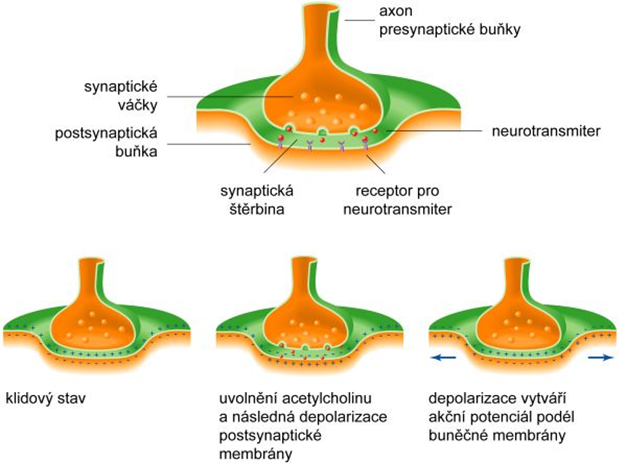 axon
presynaptické buňky
synaptické
váčky
postsynaptická
buňka
neurotransmiter
synaptická
štěrbina
receptor pro
neurotransmiter
klidový stav
uvolnění acetylcholinu
a následná depolarizace
postsynaptické
membrány
depolarizace vytváří
akční potenciál podél
buněčné membrány